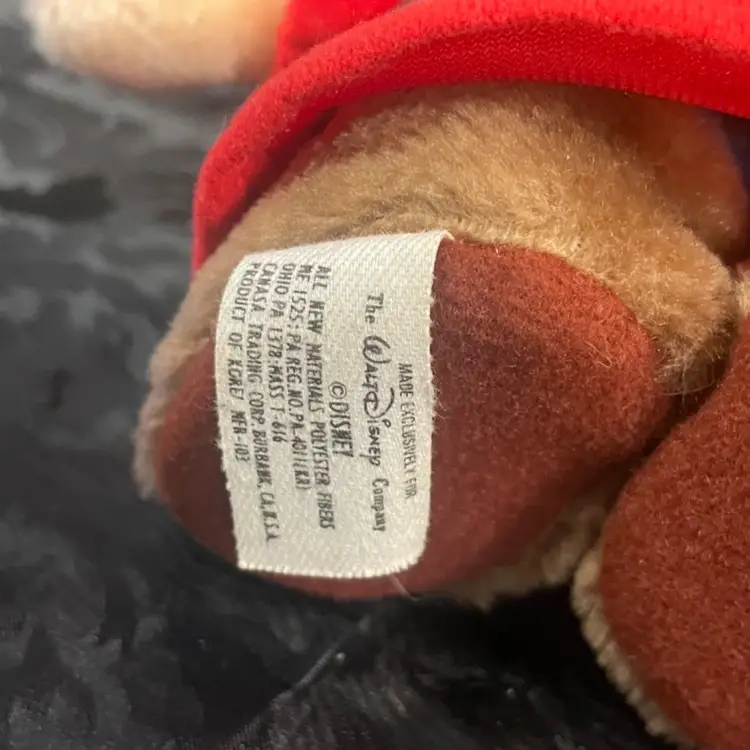 MADE EXCLUSIVELY FOR
The WALT DISNEY Company
©DISNEY
ALL NEW MATERIALS POLYESTER FIBERS
ME 1525:PA.REG.NO.PA-4011(KR)
OHIO PA 1378:MASS T-616
CANASA TRADING CORP. BURBANK, CA,U.S.A.
PRODUCT OF KOREA MFR-103